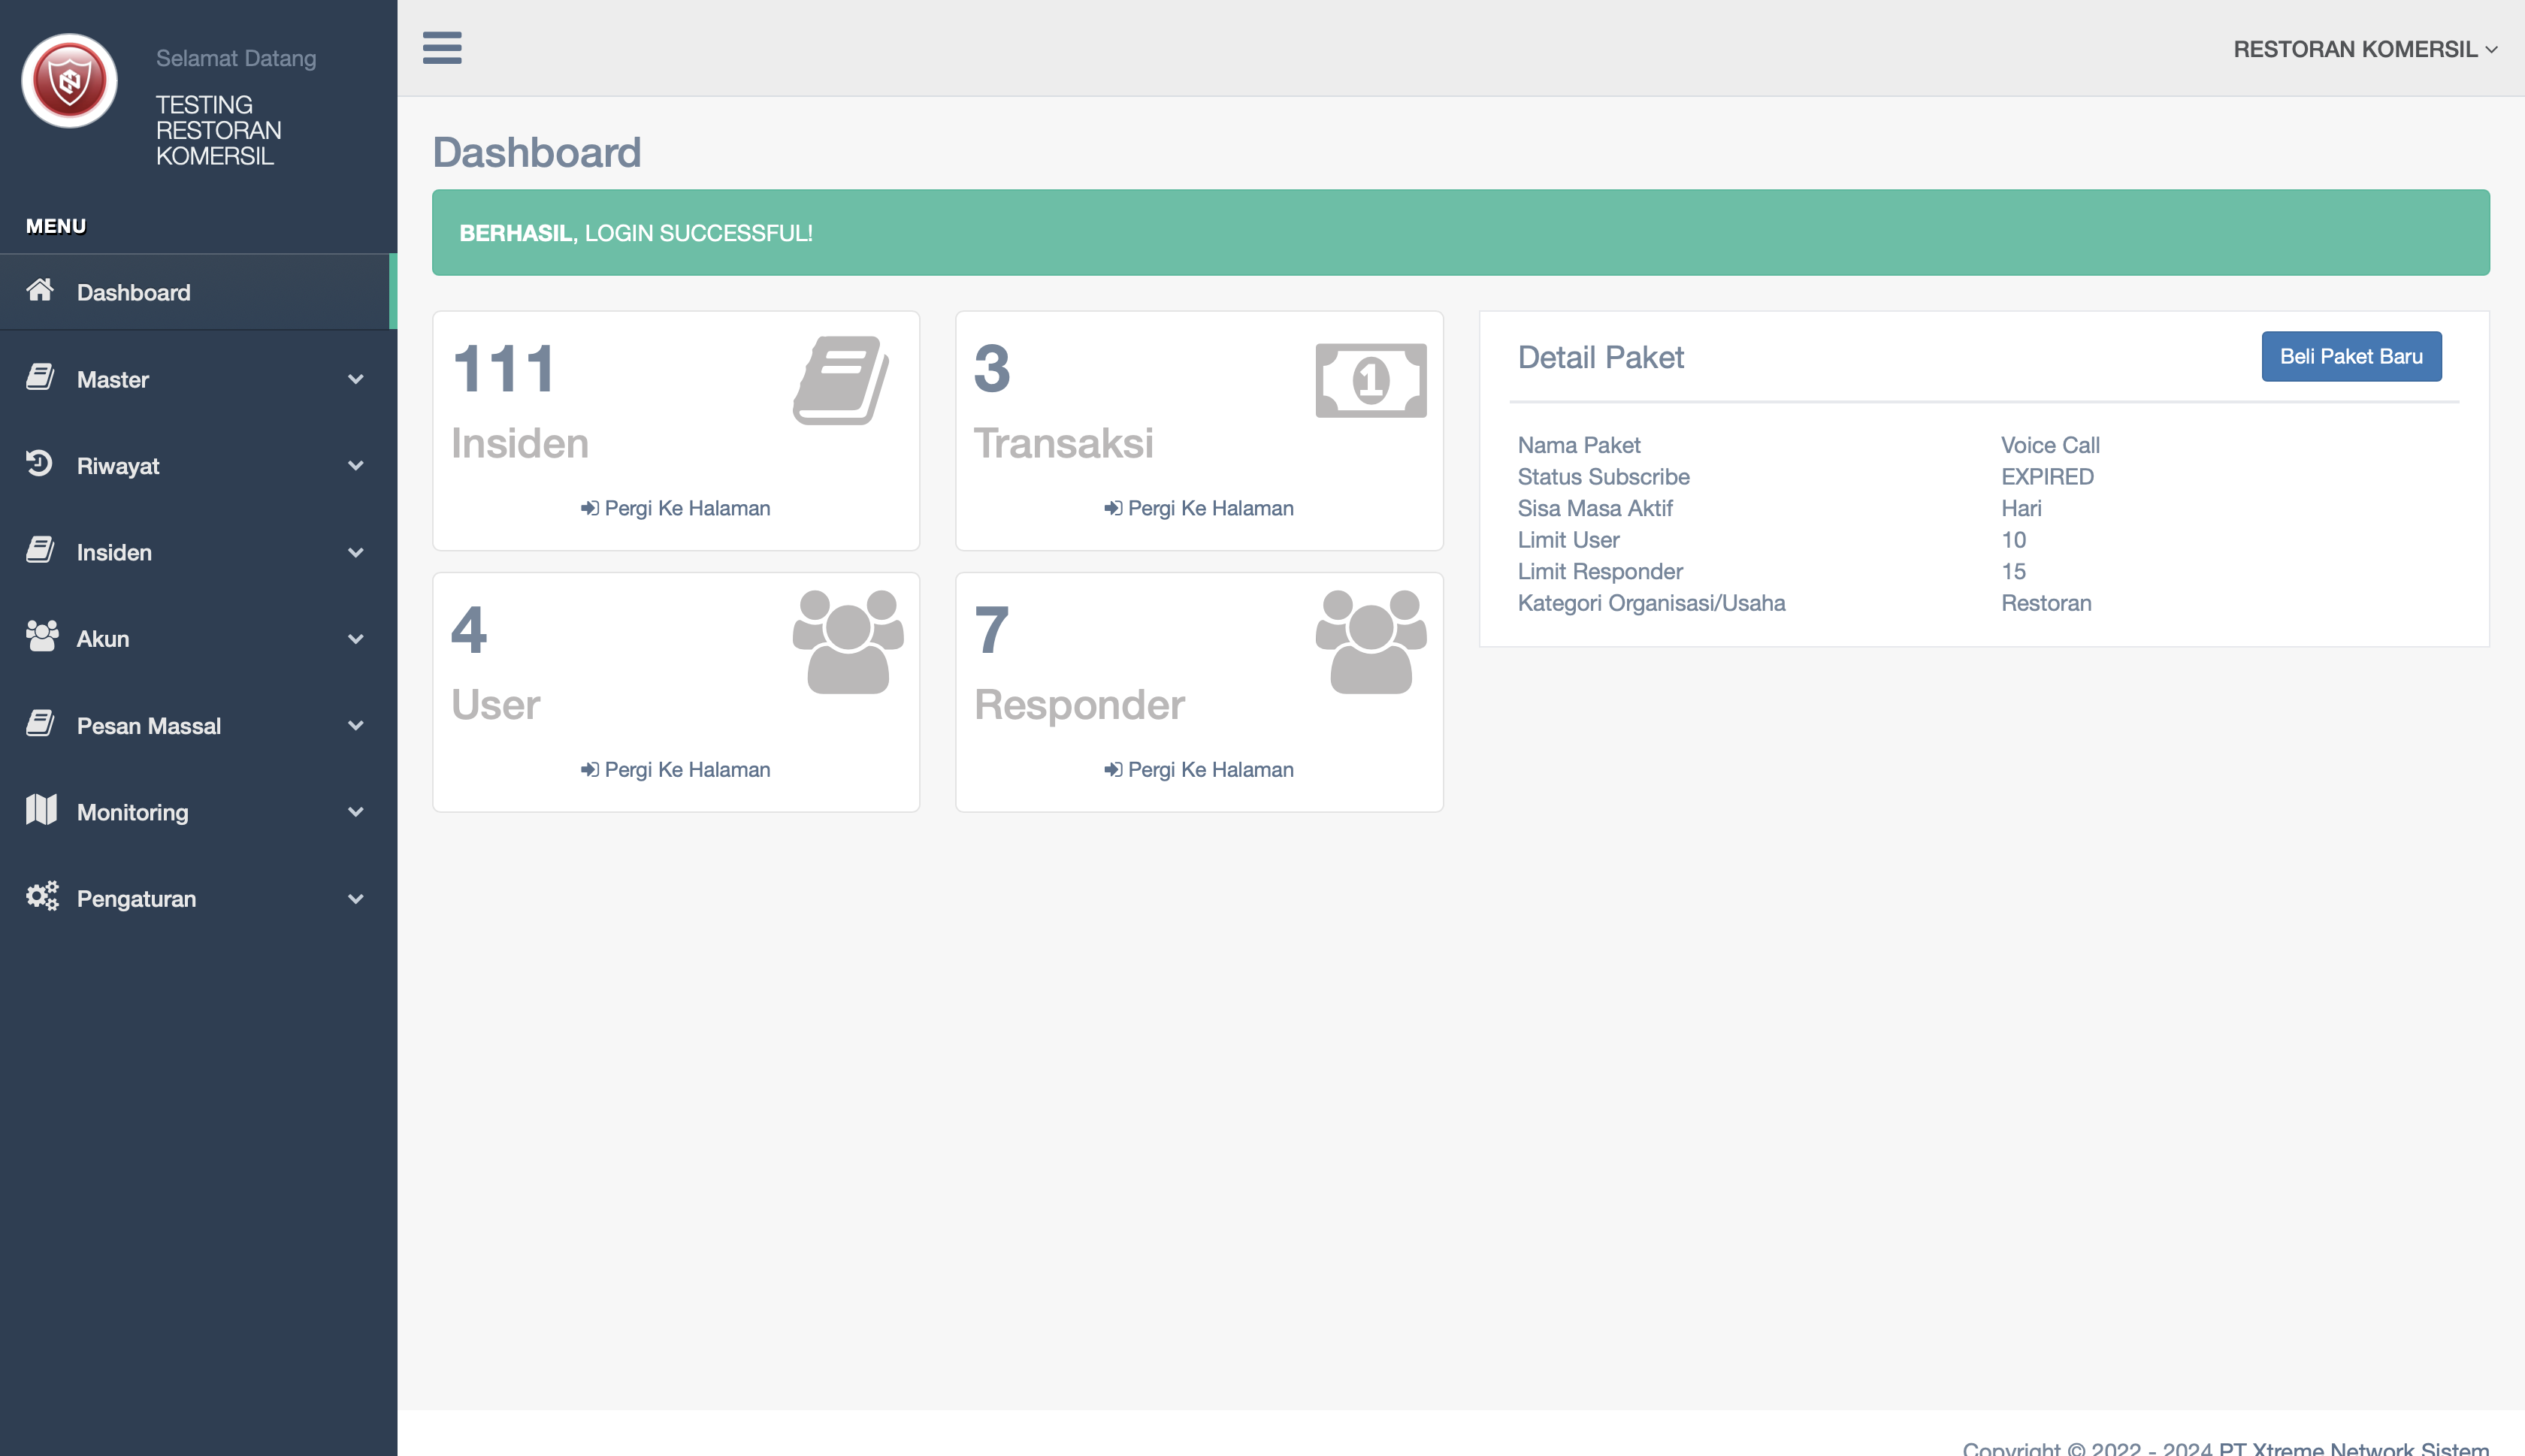 Selamat Datang
TESTING
RESTORAN
KOMERSIL
MENU
Dashboard
Master
Riwayat
Insiden
Akun
Pesan Massal
Monitoring
Pengaturan
RESTORAN KOMERSIL
Dashboard
BERHASIL, LOGIN SUCCESSFUL!
111
Insiden
Pergi Ke Halaman
3
1
Transaksi
Pergi Ke Halaman
4
User
Pergi Ke Halaman
7
Responder
Pergi Ke Halaman
Detail Paket
Beli Paket Baru
Nama Paket Voice Call
Status Subscribe EXPIRED
Sisa Masa Aktif Hari
Limit User 10
Limit Responder 15
Kategori Organisasi/Usaha Restoran
Copyright © 2022 - 2024 PT Xtreme Network Sistem